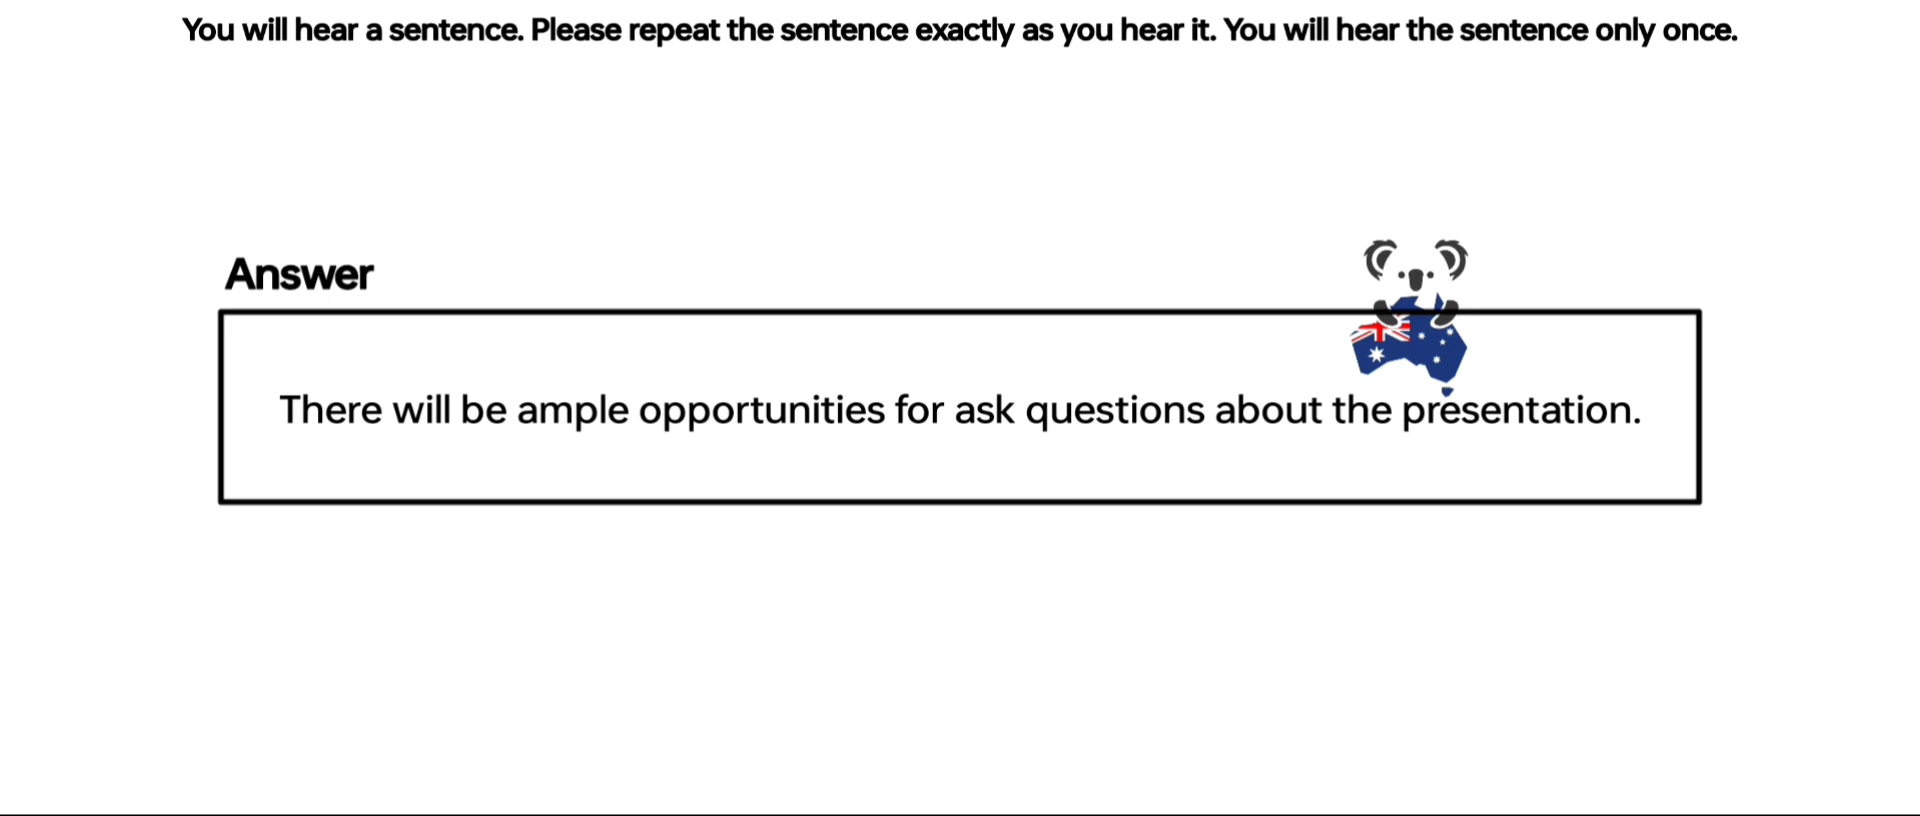 You will hear a sentence. Please repeat the sentence exactly as you hear it. You will hear the sentence only once.
Answer
There will be ample opportunities for ask questions about the presentation.